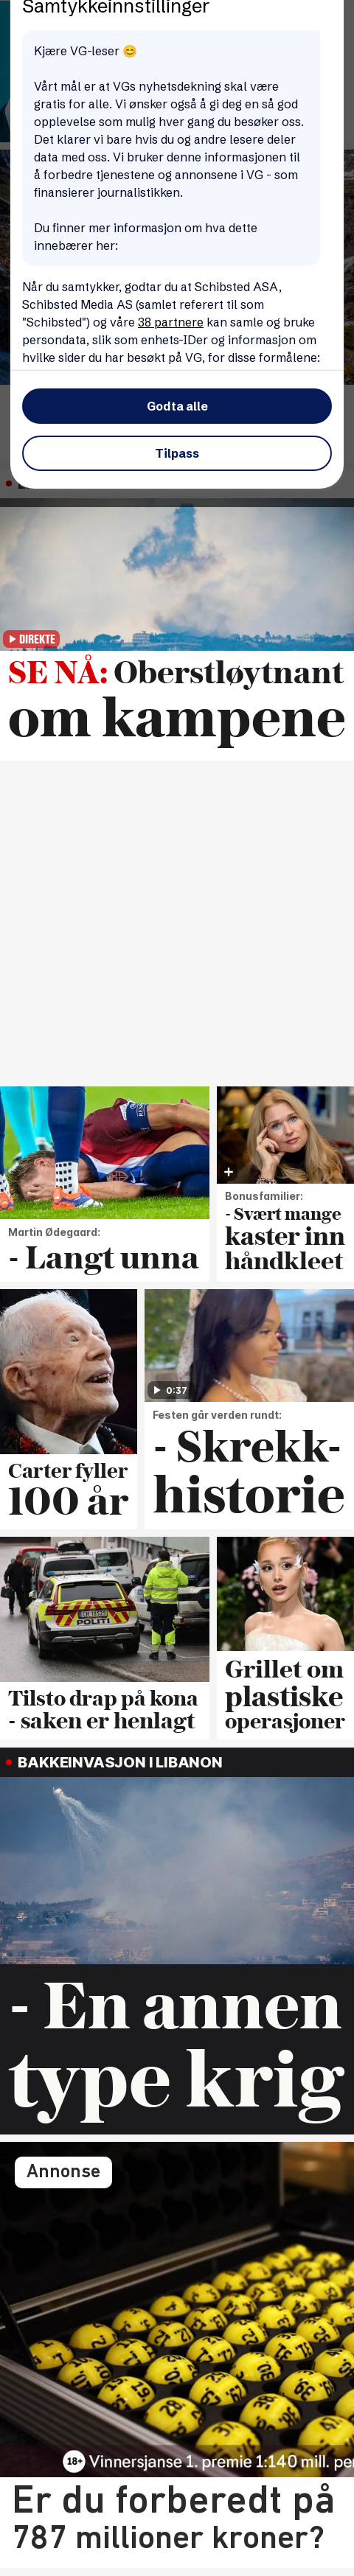 Samtykkeinnstillinger
Kjære VG-leser 😊
Vårt mål er at VGs nyhetsdekning skal være
gratis for alle. Vi ønsker også å gi deg en så god
opplevelse som mulig hver gang du besøker oss.
Det klarer vi bare hvis du og andre lesere deler
data med oss. Vi bruker denne informasjonen til
å forbedre tjenestene og annonsene i VG - som
finansierer journalistikken.
Du finner mer informasjon om hva dette
innebærer her:
Når du samtykker, godtar du at Schibsted ASA,
Schibsted Media AS (samlet referert til som
"Schibsted") og våre 38 partnere kan samle og bruke
persondata, slik som enhets-IDer og informasjon om
hvilke sider du har besøkt på VG, for disse formålene:
Godta alle
Tilpass
DIREKTE
SE NÅ: Oberstløytnant
om kampene
Martin Ødegaard:
- Langt unna
Bonusfamilier:
- Svært mange
kaster inn
håndkleet
Carter fyller
100 år
0:37
Festen går verden rundt:
- Skrekk-
historie
POLITI
Tilsto drap på kona
- saken er henlagt
Grillet om
plastiske
operasjoner
BAKKEINVASJON I LIBANON
- En annen
type krig
Annonse
18+ Vinnersjanse 1. premie 1:140 mill. per
Er du forberedt på
787 millioner kroner?